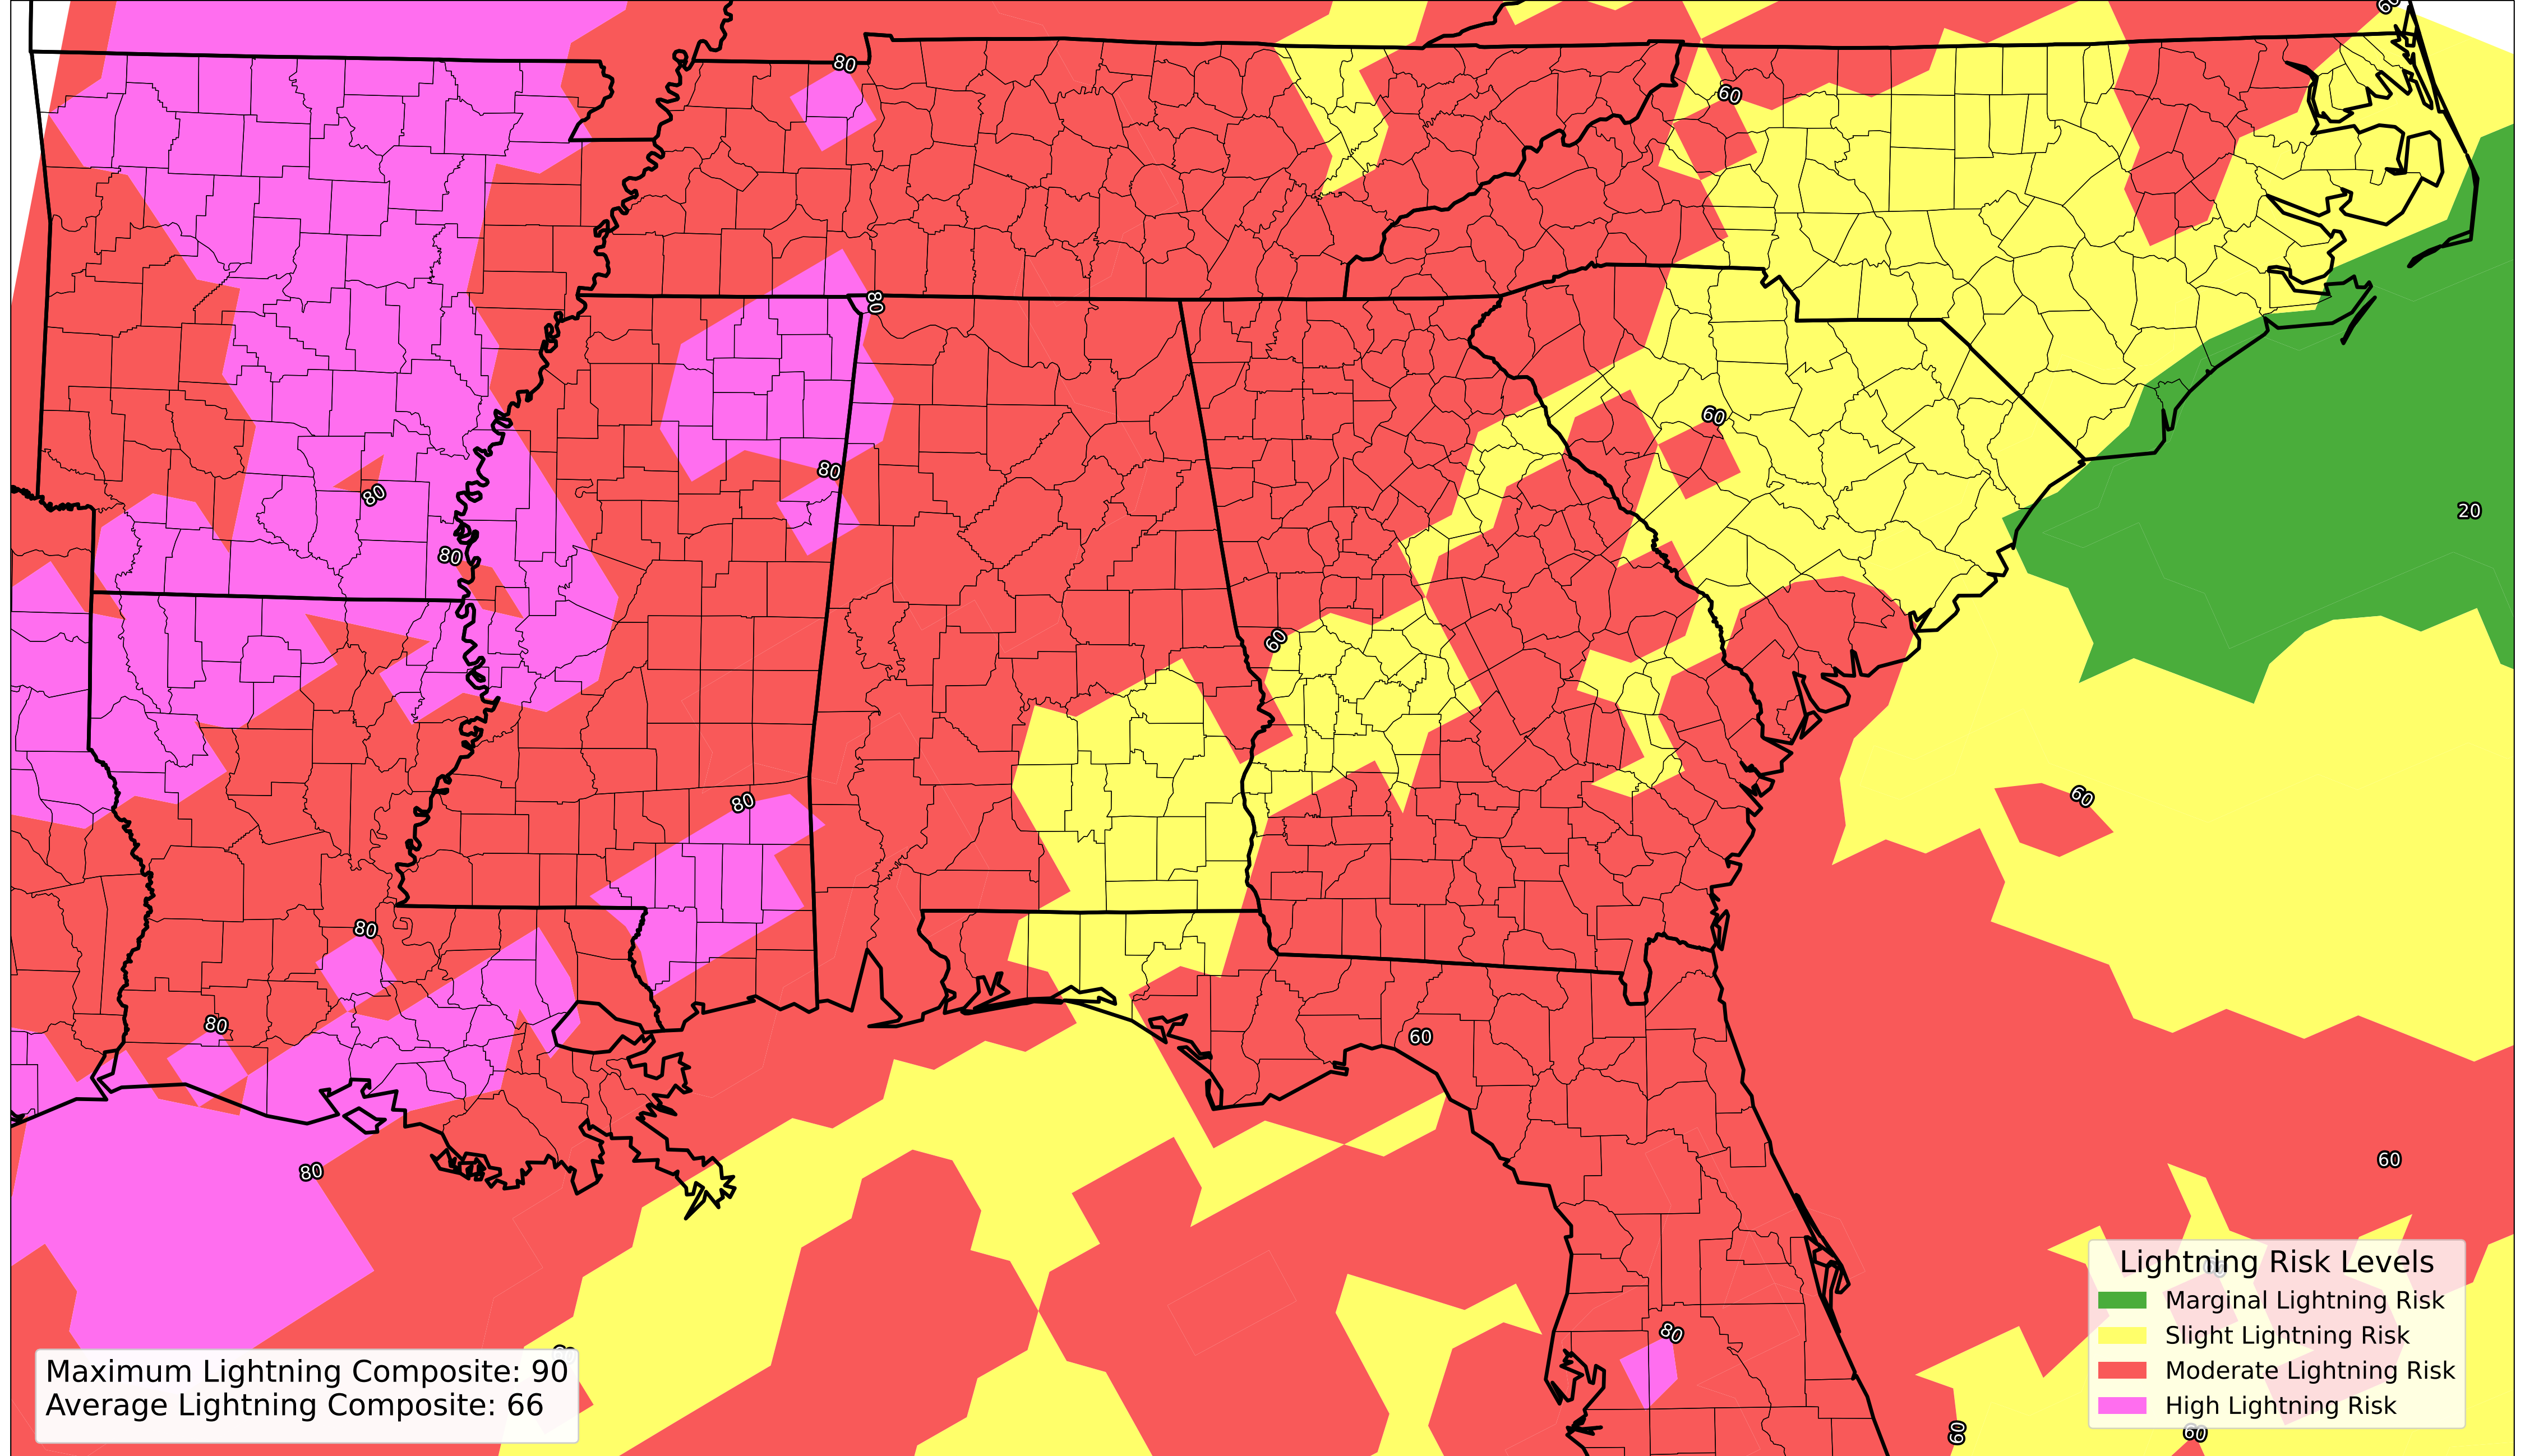 60
80
60
80
60
80
80
20
80
60
60
80
80
60
80
60
80
80
Lightning Risk Levels
Marginal Lightning Risk
Slight Lightning Risk
Moderate Lightning Risk
High Lightning Risk
Maximum Lightning Composite: 90
Average Lightning Composite: 66
60
60